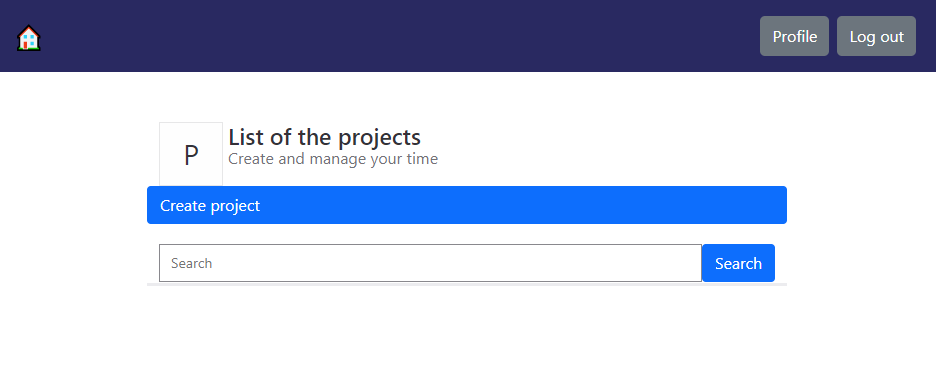 Profile Log out
P
List of the projects
Create and manage your time
Create project
Search Search